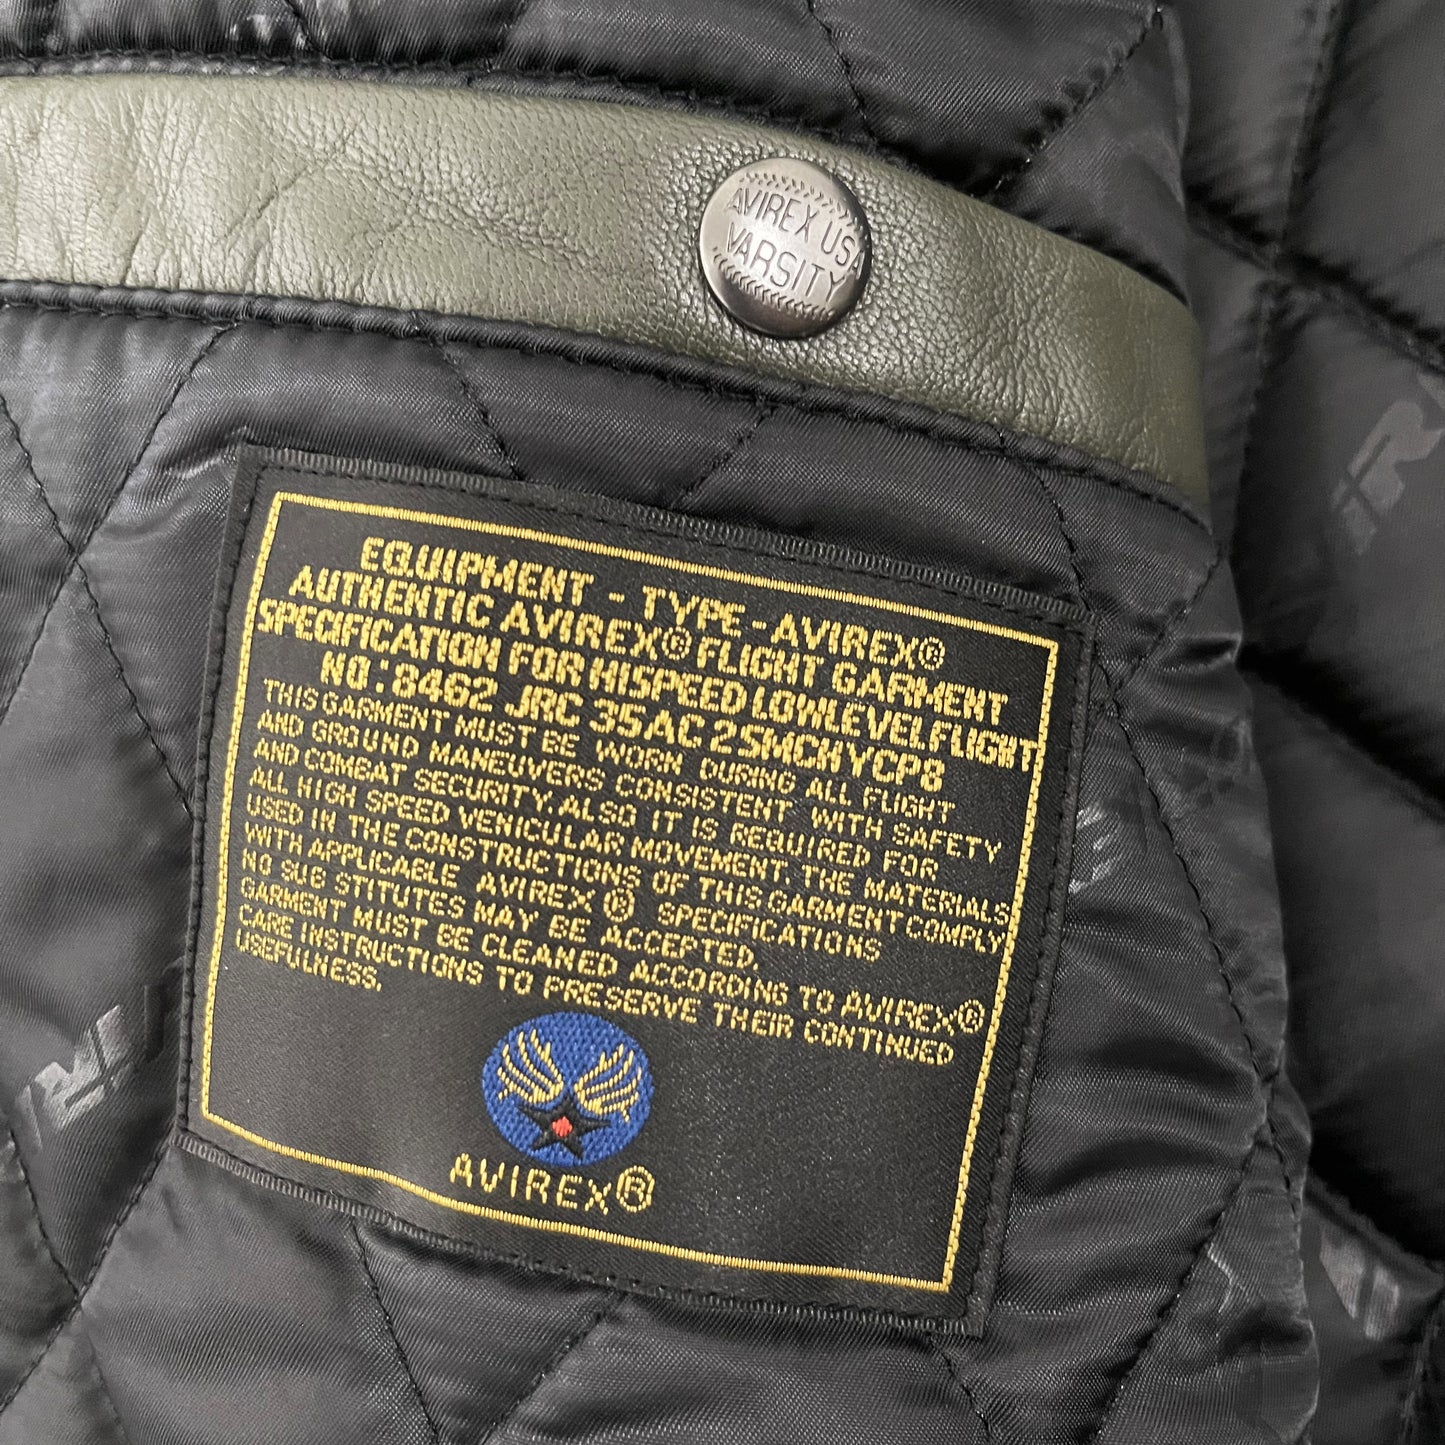 AVIREX USA
VARSITY
EQUIPMENT - TYPE - AVIREX®
AUTHENTIC AVIREX® FLIGHT GARMENT
SPECIFICATION FOR HISPEED LOWLEVEL FLIGHT
NO: 8462 JRC 35AC 2SMCHYCP8
THIS GARMENT MUST BE WORN DURING ALL FLIGHT
AND GROUND MANEUVERS CONSISTENT WITH SAFETY
AND COMBAT SECURITY. ALSO IT IS REQUIRED FOR
ALL HIGH SPEED VENICULAR MOVEMENT. THE MATERIALS
USED IN THE CONSTRUCTIONS OF THIS GARMENT COMPLY
WITH APPLICABLE AVIREX ® SPECIFICATIONS
NO SUB STITUTES MAY BE ACCEPTED.
GARMENT MUST BE CLEANED ACCORDING TO AVIREX®
CARE INSTRUCTIONS TO PRESERVE THEIR CONTINUED
USEFULNESS.
AVIREX®